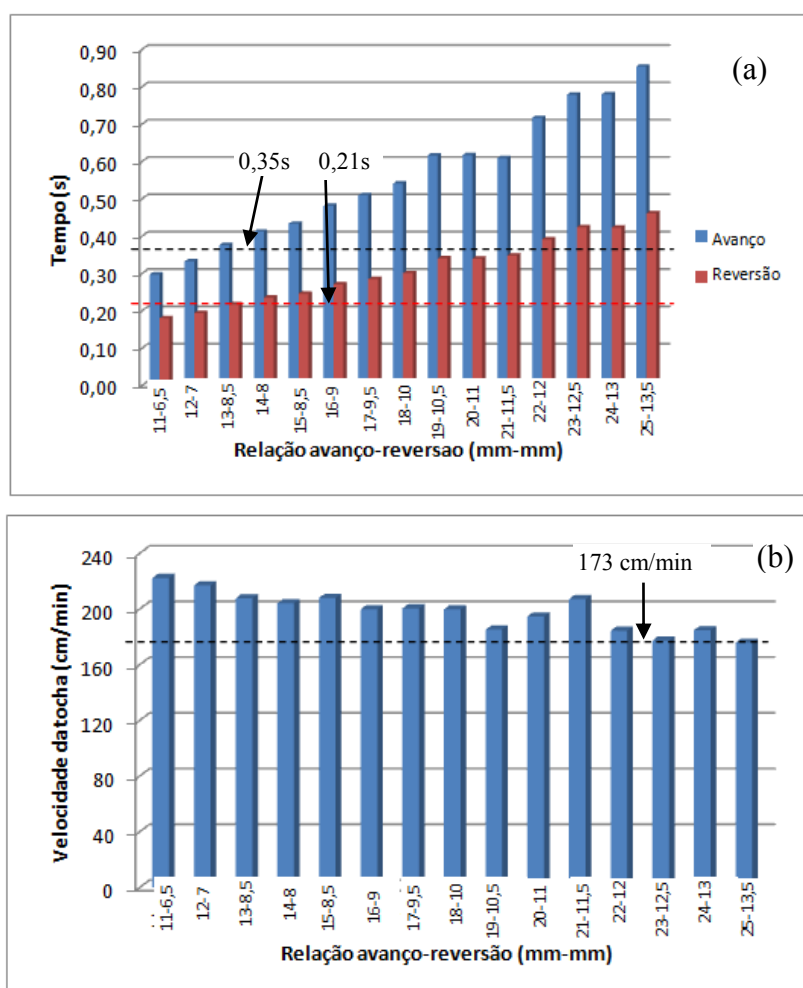 (a)
0,90
0,80
0,70
0,60
0,50
0,40
0,30
0,20
0,10
0,00
Tempo (s)
0,35s 0,21s
Avanço
Reversão
11-6,5 12-7 13-8,5 14-8 15-8,5 16-9 17-9,5 18-10 19-10,5 20-11 21-11,5 22-12 23-12,5 24-13 25-13,5
Relação avanço-reversao (mm-mm)
(b)
240
200
160
120
80
40
0
Velocidade datocha (cm/min)
173 cm/min
11-6,5 12-7 13-8,5 14-8 15-8,5 16-9 17-9,5 18-10 19-10,5 20-11 21-11,5 22-12 23-12,5 24-13 25-13,5
Relação avanço-reversão (mm-mm)